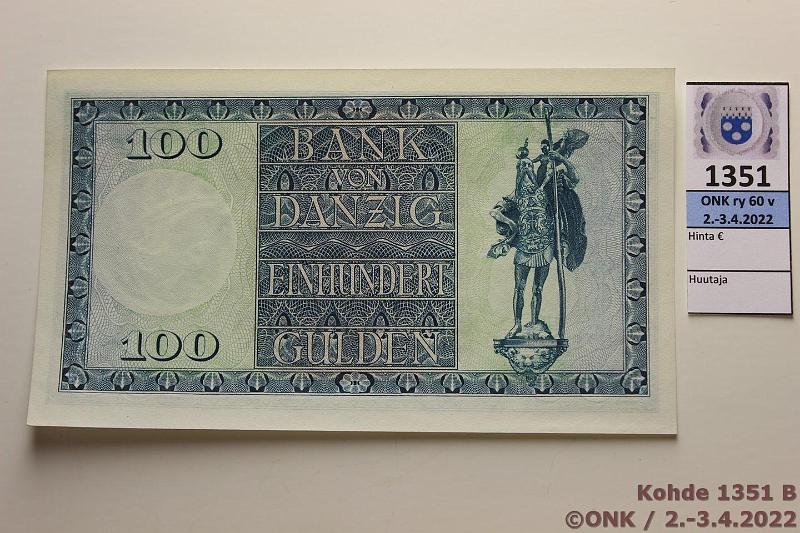 100
BANK
VON
DANZIG
EINHUNDERT
GULDEN
100
1351
ONK ry 60 v
2.-3.4.2022
Hinta €
Huutaja
Kohde 1351 B
©ONK / 2.-3.4.2022